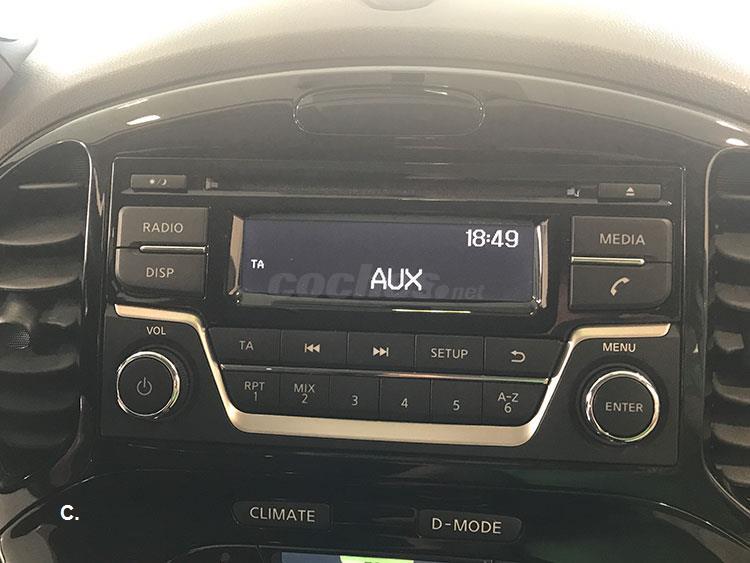 RADIO
DISP
18:49
TA
AUX
coches.net
MEDIA
VOL
TA
SETUP
MENU
RPT
1
MIX
2
3
4
5
A-Z
6
ENTER
C.
CLIMATE
D-MODE